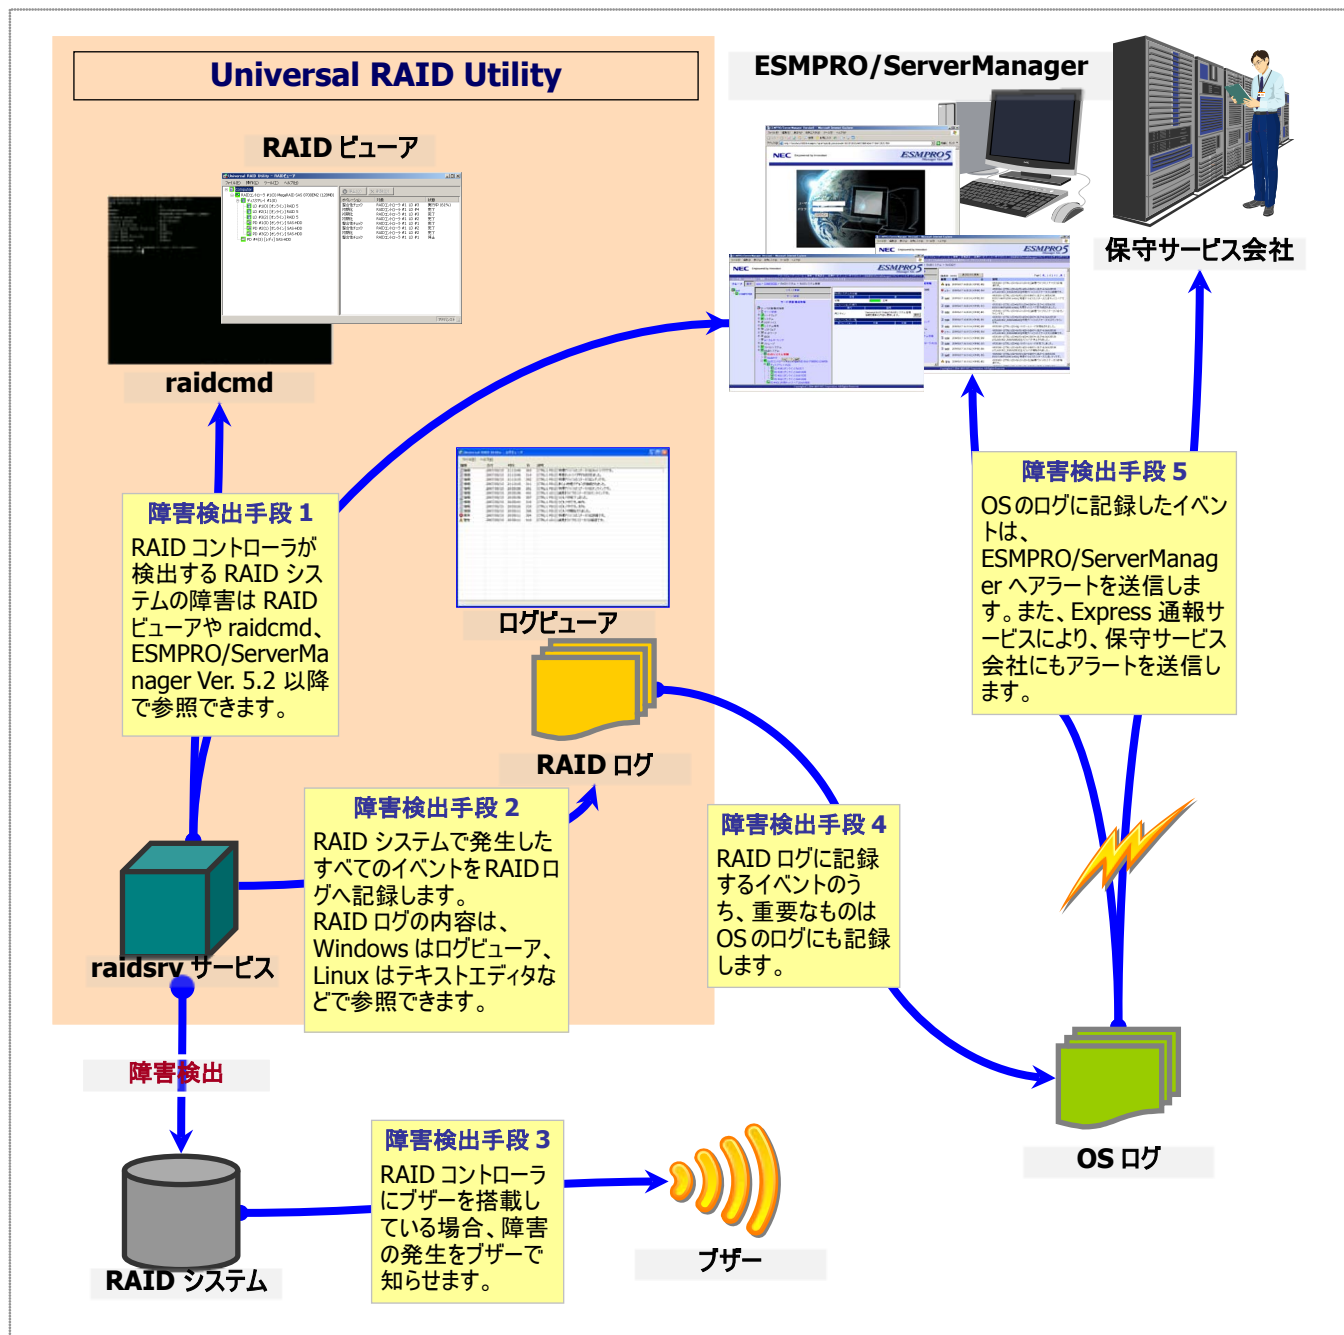 Universal RAID Utility
ESMPRO/ServerManager
RAID ビューア
raidcmd
保守サービス会社
NEC
ESMPRO5
NEC
ESMPRO5
NEC
ESMPRO5
障害検出手段 1
RAID コントローラが
検出する RAID シス
テムの障害は RAID
ビューアや raidcmd、
ESMPRO/ServerMa
nager Ver. 5.2 以降
で参照できます。
ログビューア
RAID ログ
障害検出手段 5
OS のログに記録したイベン
トは、
ESMPRO/ServerManag
er へアラートを送信しま
す。また、Express 通報サ
ービスにより、保守サービス
会社にもアラートを送信し
ます。
障害検出手段 2
RAID システムで発生した
すべてのイベントを RAID ロ
グへ記録します。
RAID ログの内容は、
Windows はログビューア、
Linux はテキストエディタな
どで参照できます。
障害検出手段 4
RAID ログに記録
するイベントのう
ち、重要なものは
OS のログにも記録
します。
raidsrv サービス
障害検出
障害検出手段 3
RAID コントローラ
にブザーを搭載し
ている場合、障害
の発生をブザーで
知らせます。
RAID システム
ブザー
OS ログ